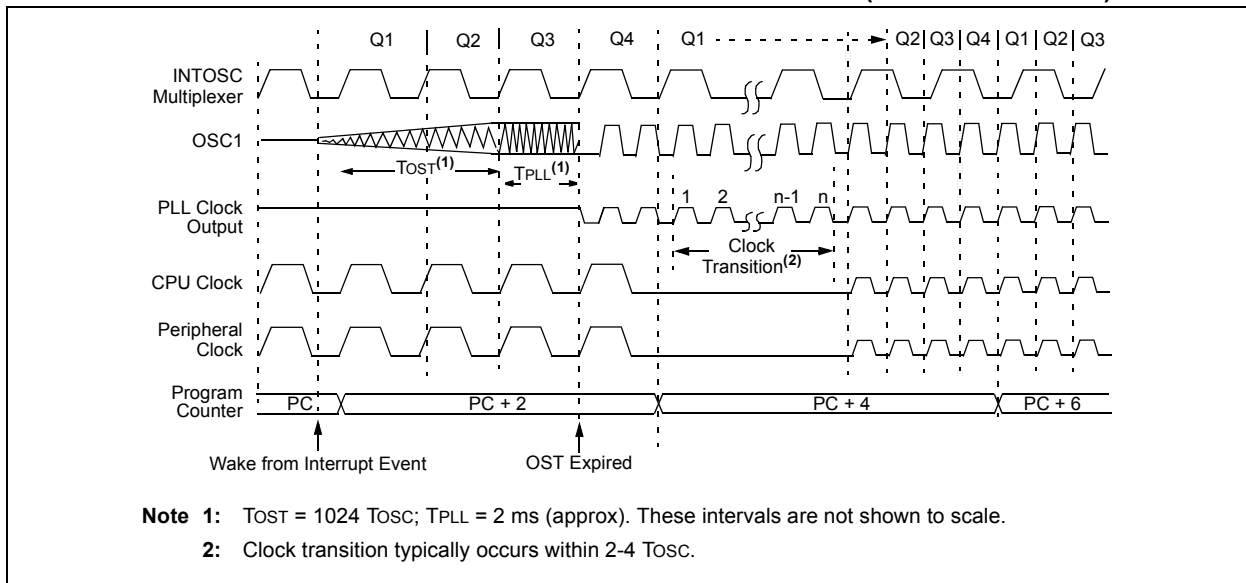 Q1 Q2 Q3 Q4 Q1 Q2 Q3 Q4 Q1 Q2 Q3
INTOSC
Multiplexer
OSC1
TOST(1)
TPLL(1)
PLL Clock
Output
1 2 n-1 n
Clock
Transition(2)
CPU Clock
Peripheral
Clock
Program
Counter
PC PC + 2 PC + 4 PC + 6
Wake from Interrupt Event OST Expired
Note 1: TOST = 1024 TOSC; TPLL = 2 ms (approx). These intervals are not shown to scale.
2: Clock transition typically occurs within 2-4 TOSC.